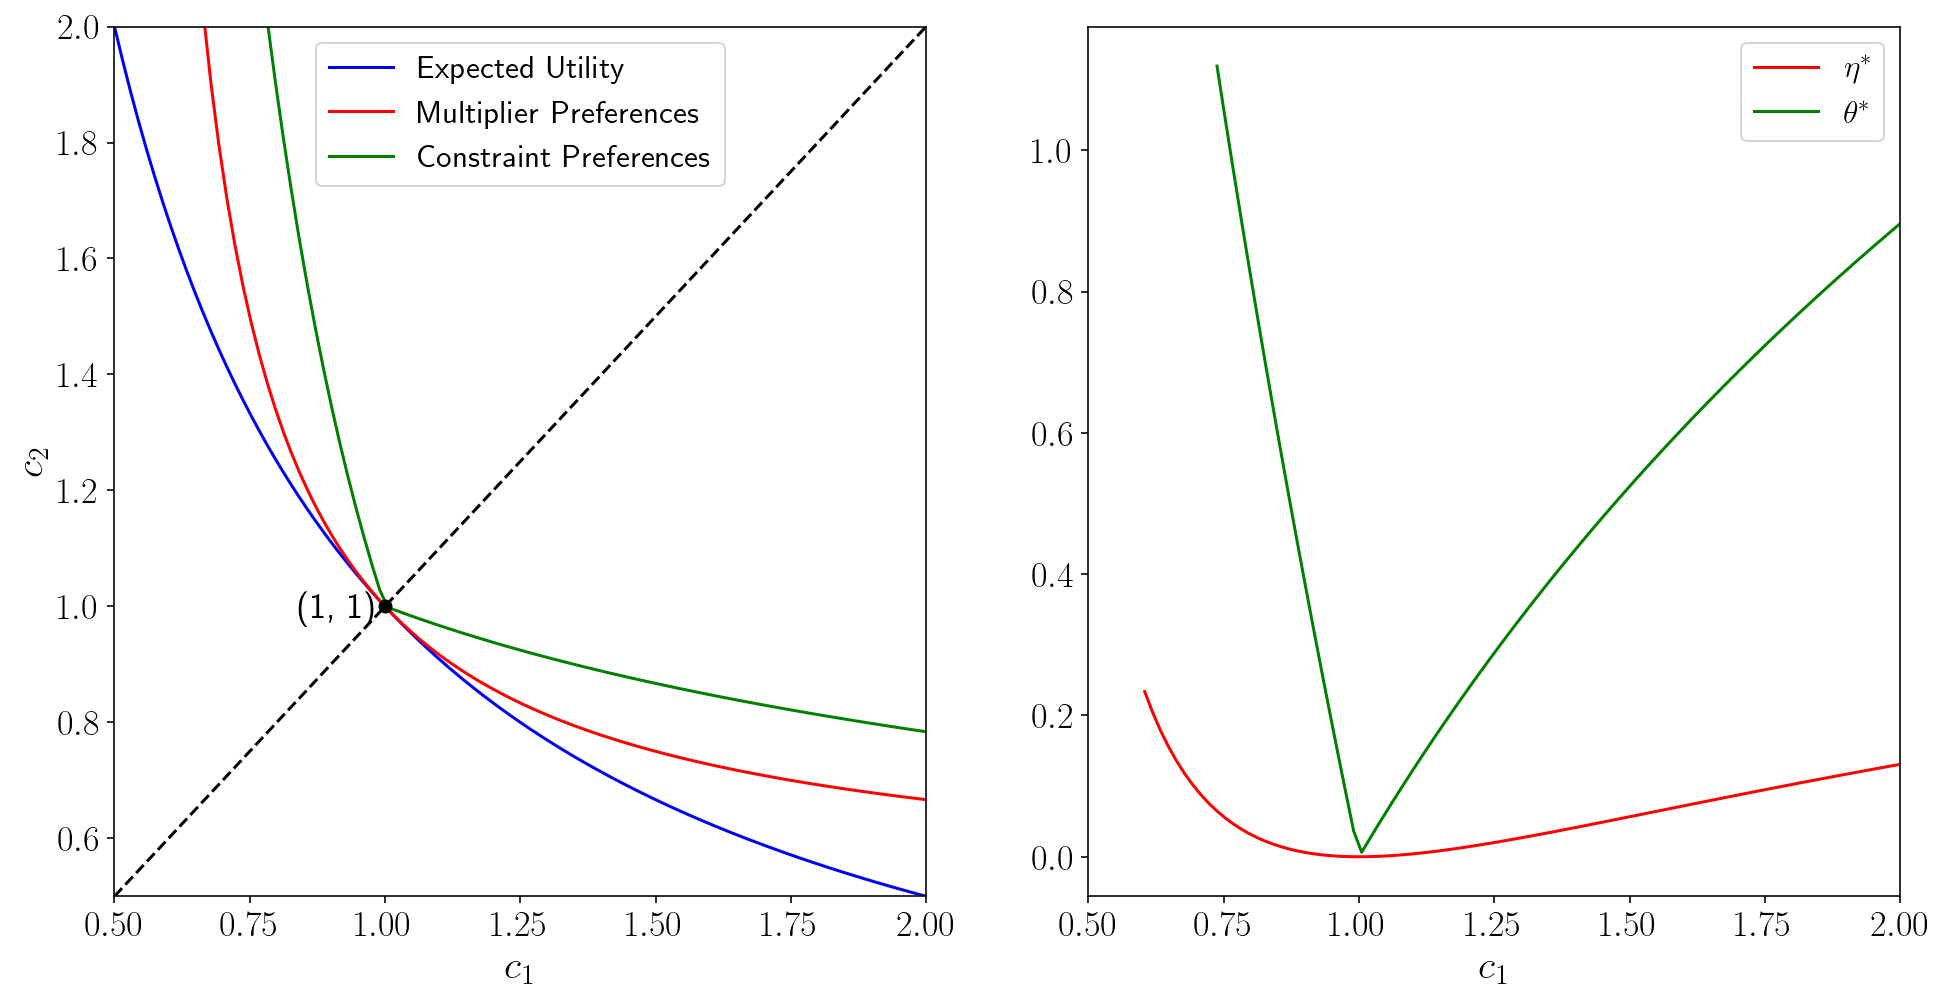 2.0
1.8
1.6
1.4
1.2
1.0
0.8
0.6
c₂
Expected Utility
Multiplier Preferences
Constraint Preferences
(1, 1)
0.50 0.75 1.00 1.25 1.50 1.75 2.00
c₁
η*
θ*
1.0
0.8
0.6
0.4
0.2
0.0
0.50 0.75 1.00 1.25 1.50 1.75 2.00
c₁